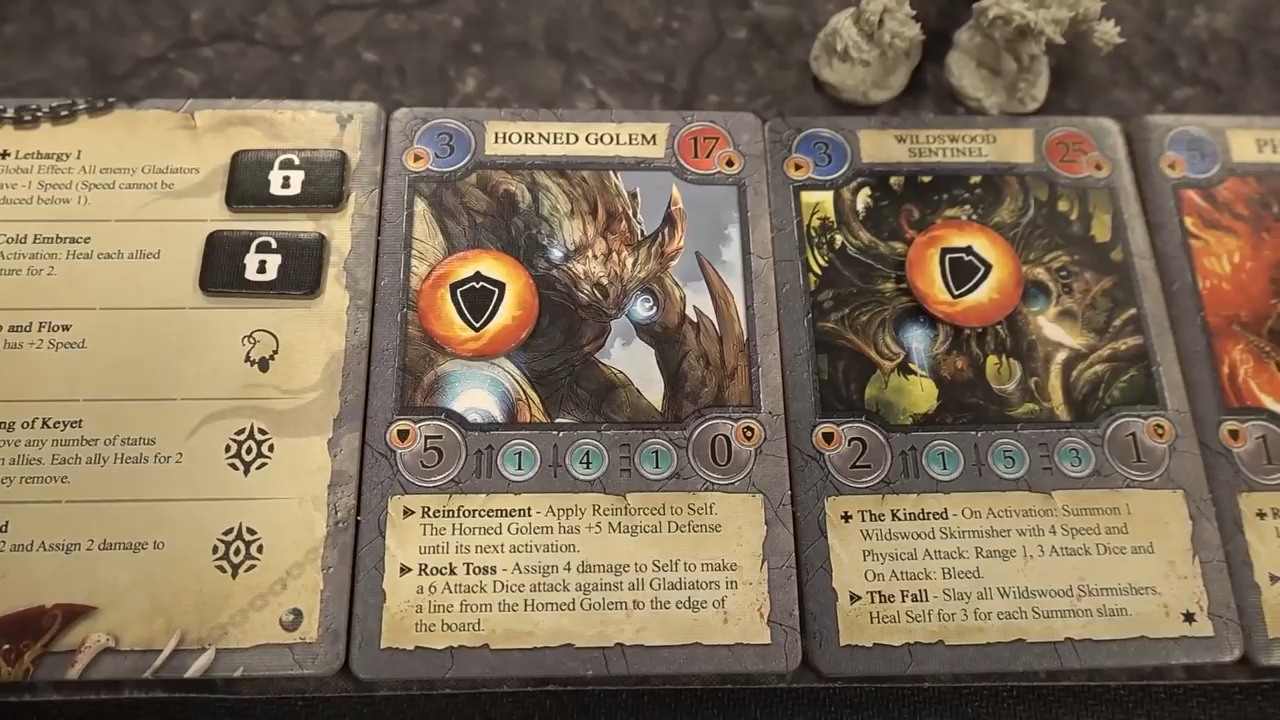 Lethargy 1
Global Effect: All enemy Gladiators
-1 Speed (Speed cannot be
below 1).
Cold Embrace
Activation: Heal each allied
for 2.
and Flow
has +2 Speed.
of Keyet
any number of status
allies. Each ally Heals for 2
remove.
2 and Assign 2 damage to
3
HORNED GOLEM
17
5
1
4
1
0
Reinforcement - Apply Reinforced to Self.
The Horned Golem has +5 Magical Defense
until its next activation.
Rock Toss - Assign 4 damage to Self to make
a 6 Attack Dice attack against all Gladiators in
a line from the Horned Golem to the edge of
the board.
3
WILDSWOOD
SENTINEL
25
2
1
5
3
1
The Kindred - On Activation: Summon 1
Wildswood Skirmisher with 4 Speed and
Physical Attack: Range 1, 3 Attack Dice and
On Attack: Bleed.
The Fall - Slay all Wildswood Skirmishers.
Heal Self for 3 for each Summon slain.
5
PH
1